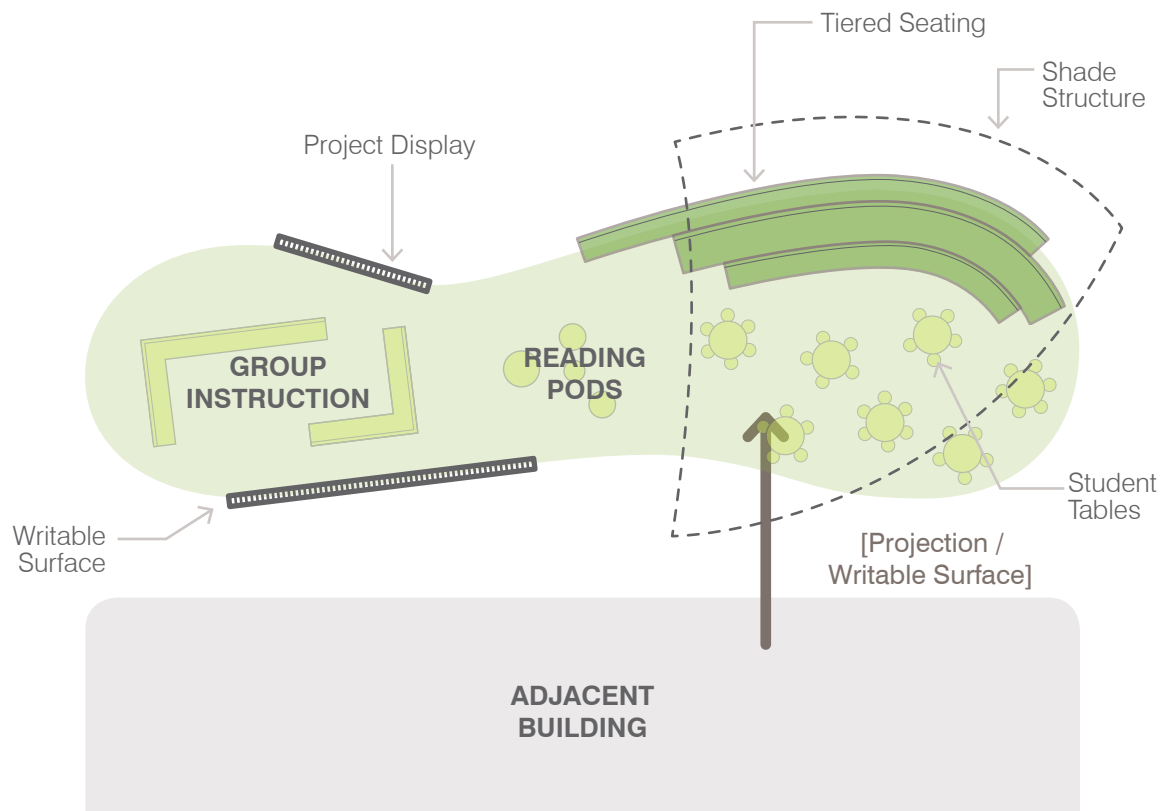 Tiered Seating
Shade
Structure
Project Display
GROUP
INSTRUCTION
READING
PODS
Student
Tables
Writable
Surface
[Projection /
Writable Surface]
ADJACENT
BUILDING